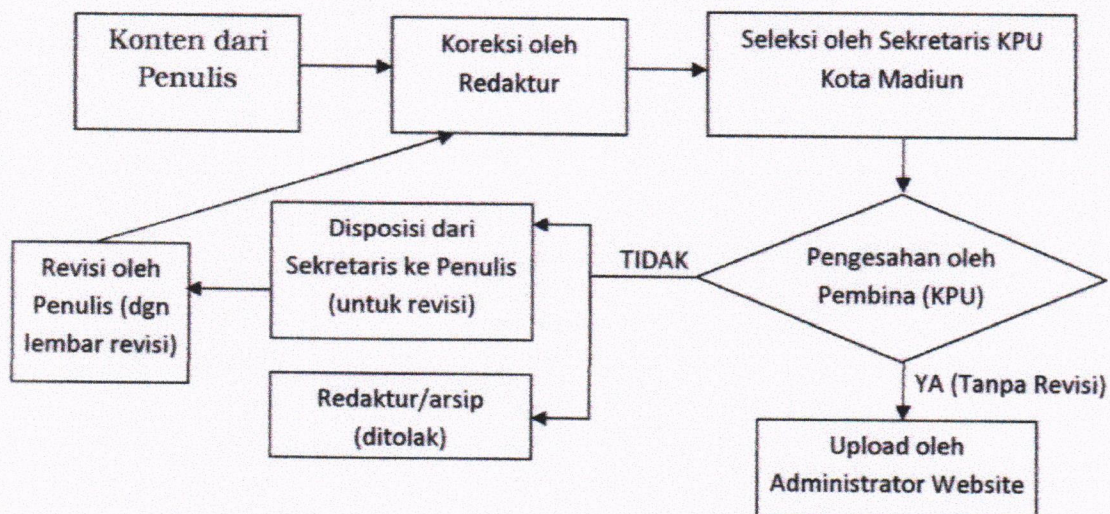 Konten dari
Penulis
Koreksi oleh
Redaktur
Seleksi oleh Sekretaris KPU
Kota Madiun
Pengesahan oleh
Pembina (KPU)
TIDAK
YA (Tanpa Revisi)
Disposisi dari
Sekretaris ke Penulis
(untuk revisi)
Revisi oleh
Penulis (dgn
lembar revisi)
Redaktur/arsip
(ditolak)
Upload oleh
Administrator Website